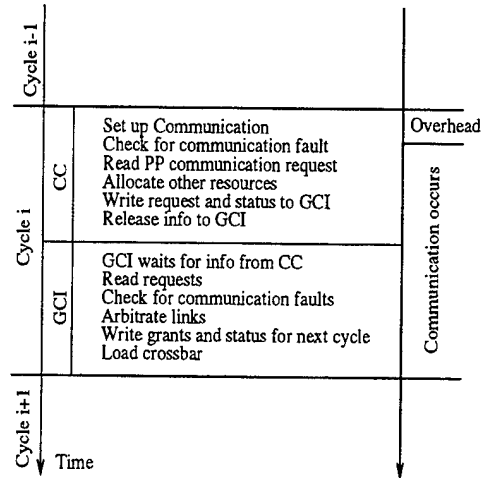 Cycle i-1
Set up Communication
Overhead
Check for communication fault
Read PP communication request
Allocate other resources
Write request and status to GCI
Release info to GCI
CC
Cycle i
GCI waits for info from CC
Read requests
Check for communication faults
Arbitrate links
Write grants and status for next cycle
Load crossbar
GCI
Communication occurs
Cycle i+1
Time